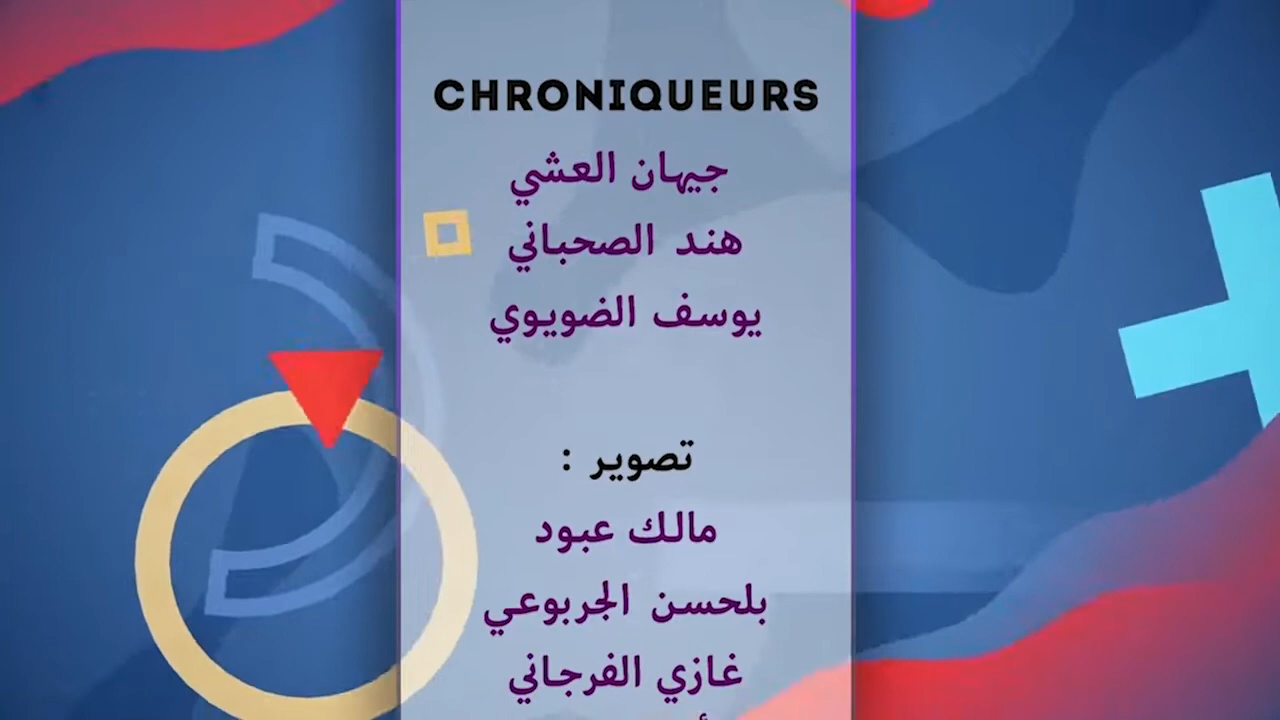 CHRONIQUEURS
جيهان العشي
هند الصحباني
يوسف الضويوي
تصوير :
مالك عبود
بلحسن الجربوعي
غازي الفرجاني